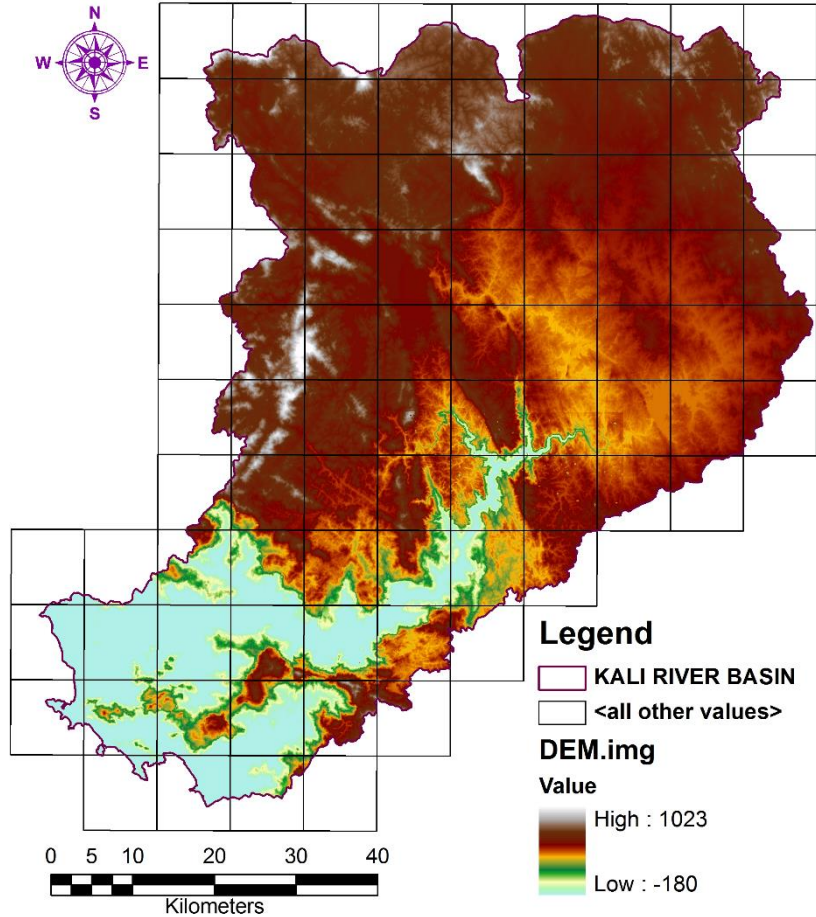 N
W E
S
Legend
KALI RIVER BASIN
<all other values>
DEM.img
Value
High : 1023
Low : -180
0 5 10 20 30 40
Kilometers